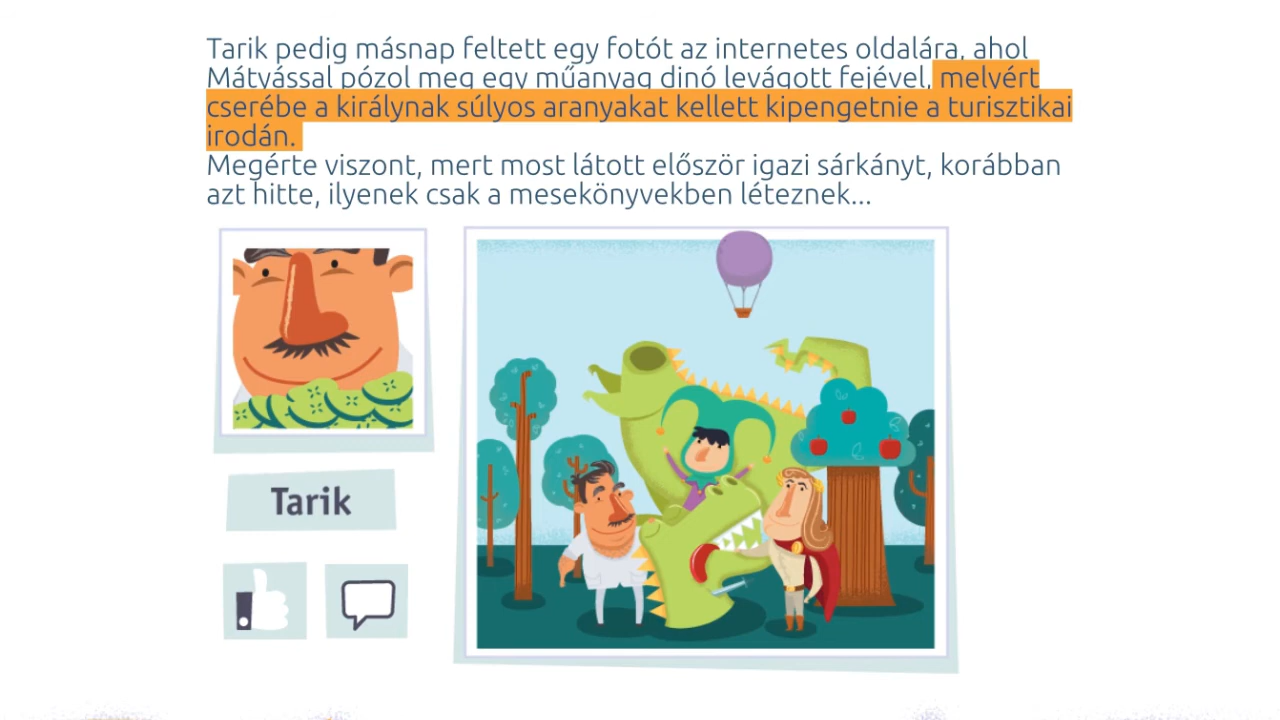 Tarik pedig másnap feltett egy fotót az internetes oldalára, ahol
Mátyással pózol meg egy műanyag dinó levágott fejével, melyért
cserébe a királynak súlyos aranyakat kellett kipengetnie a turisztikai
irodán.
Megérte viszont, mert most látott először igazi sárkányt, korábban
azt hitte, ilyenek csak a mesekönyvekben léteznek...
Tarik